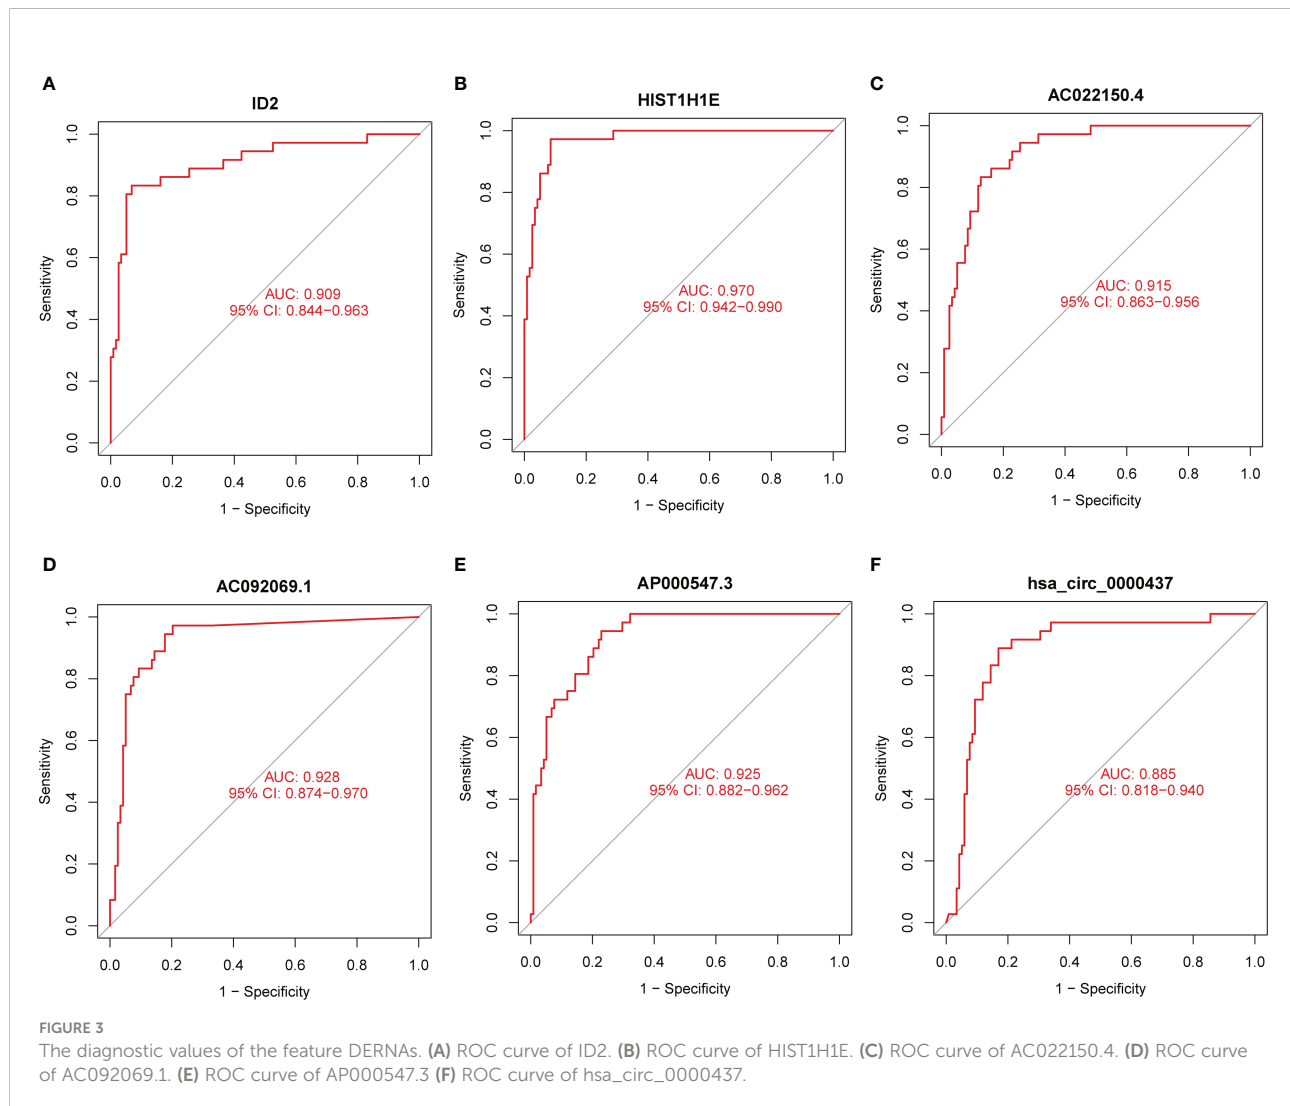 A
ID2
Sensitivity
0.0 0.2 0.4 0.6 0.8 1.0
AUC: 0.909
95% CI: 0.844−0.963
0.0 0.2 0.4 0.6 0.8 1.0
1 − Specificity
B
HIST1H1E
Sensitivity
0.0 0.2 0.4 0.6 0.8 1.0
AUC: 0.970
95% CI: 0.942−0.990
0.0 0.2 0.4 0.6 0.8 1.0
1 − Specificity
C
AC022150.4
Sensitivity
0.0 0.2 0.4 0.6 0.8 1.0
AUC: 0.915
95% CI: 0.863−0.956
0.0 0.2 0.4 0.6 0.8 1.0
1 − Specificity
D
AC092069.1
Sensitivity
0.0 0.2 0.4 0.6 0.8 1.0
AUC: 0.928
95% CI: 0.874−0.970
0.0 0.2 0.4 0.6 0.8 1.0
1 − Specificity
E
AP000547.3
Sensitivity
0.0 0.2 0.4 0.6 0.8 1.0
AUC: 0.925
95% CI: 0.882−0.962
0.0 0.2 0.4 0.6 0.8 1.0
1 − Specificity
F
hsa_circ_0000437
Sensitivity
0.0 0.2 0.4 0.6 0.8 1.0
AUC: 0.885
95% CI: 0.818−0.940
0.0 0.2 0.4 0.6 0.8 1.0
1 − Specificity
FIGURE 3
The diagnostic values of the feature DERNAs. (A) ROC curve of ID2. (B) ROC curve of HIST1H1E. (C) ROC curve of AC022150.4. (D) ROC curve
of AC092069.1. (E) ROC curve of AP000547.3 (F) ROC curve of hsa_circ_0000437.